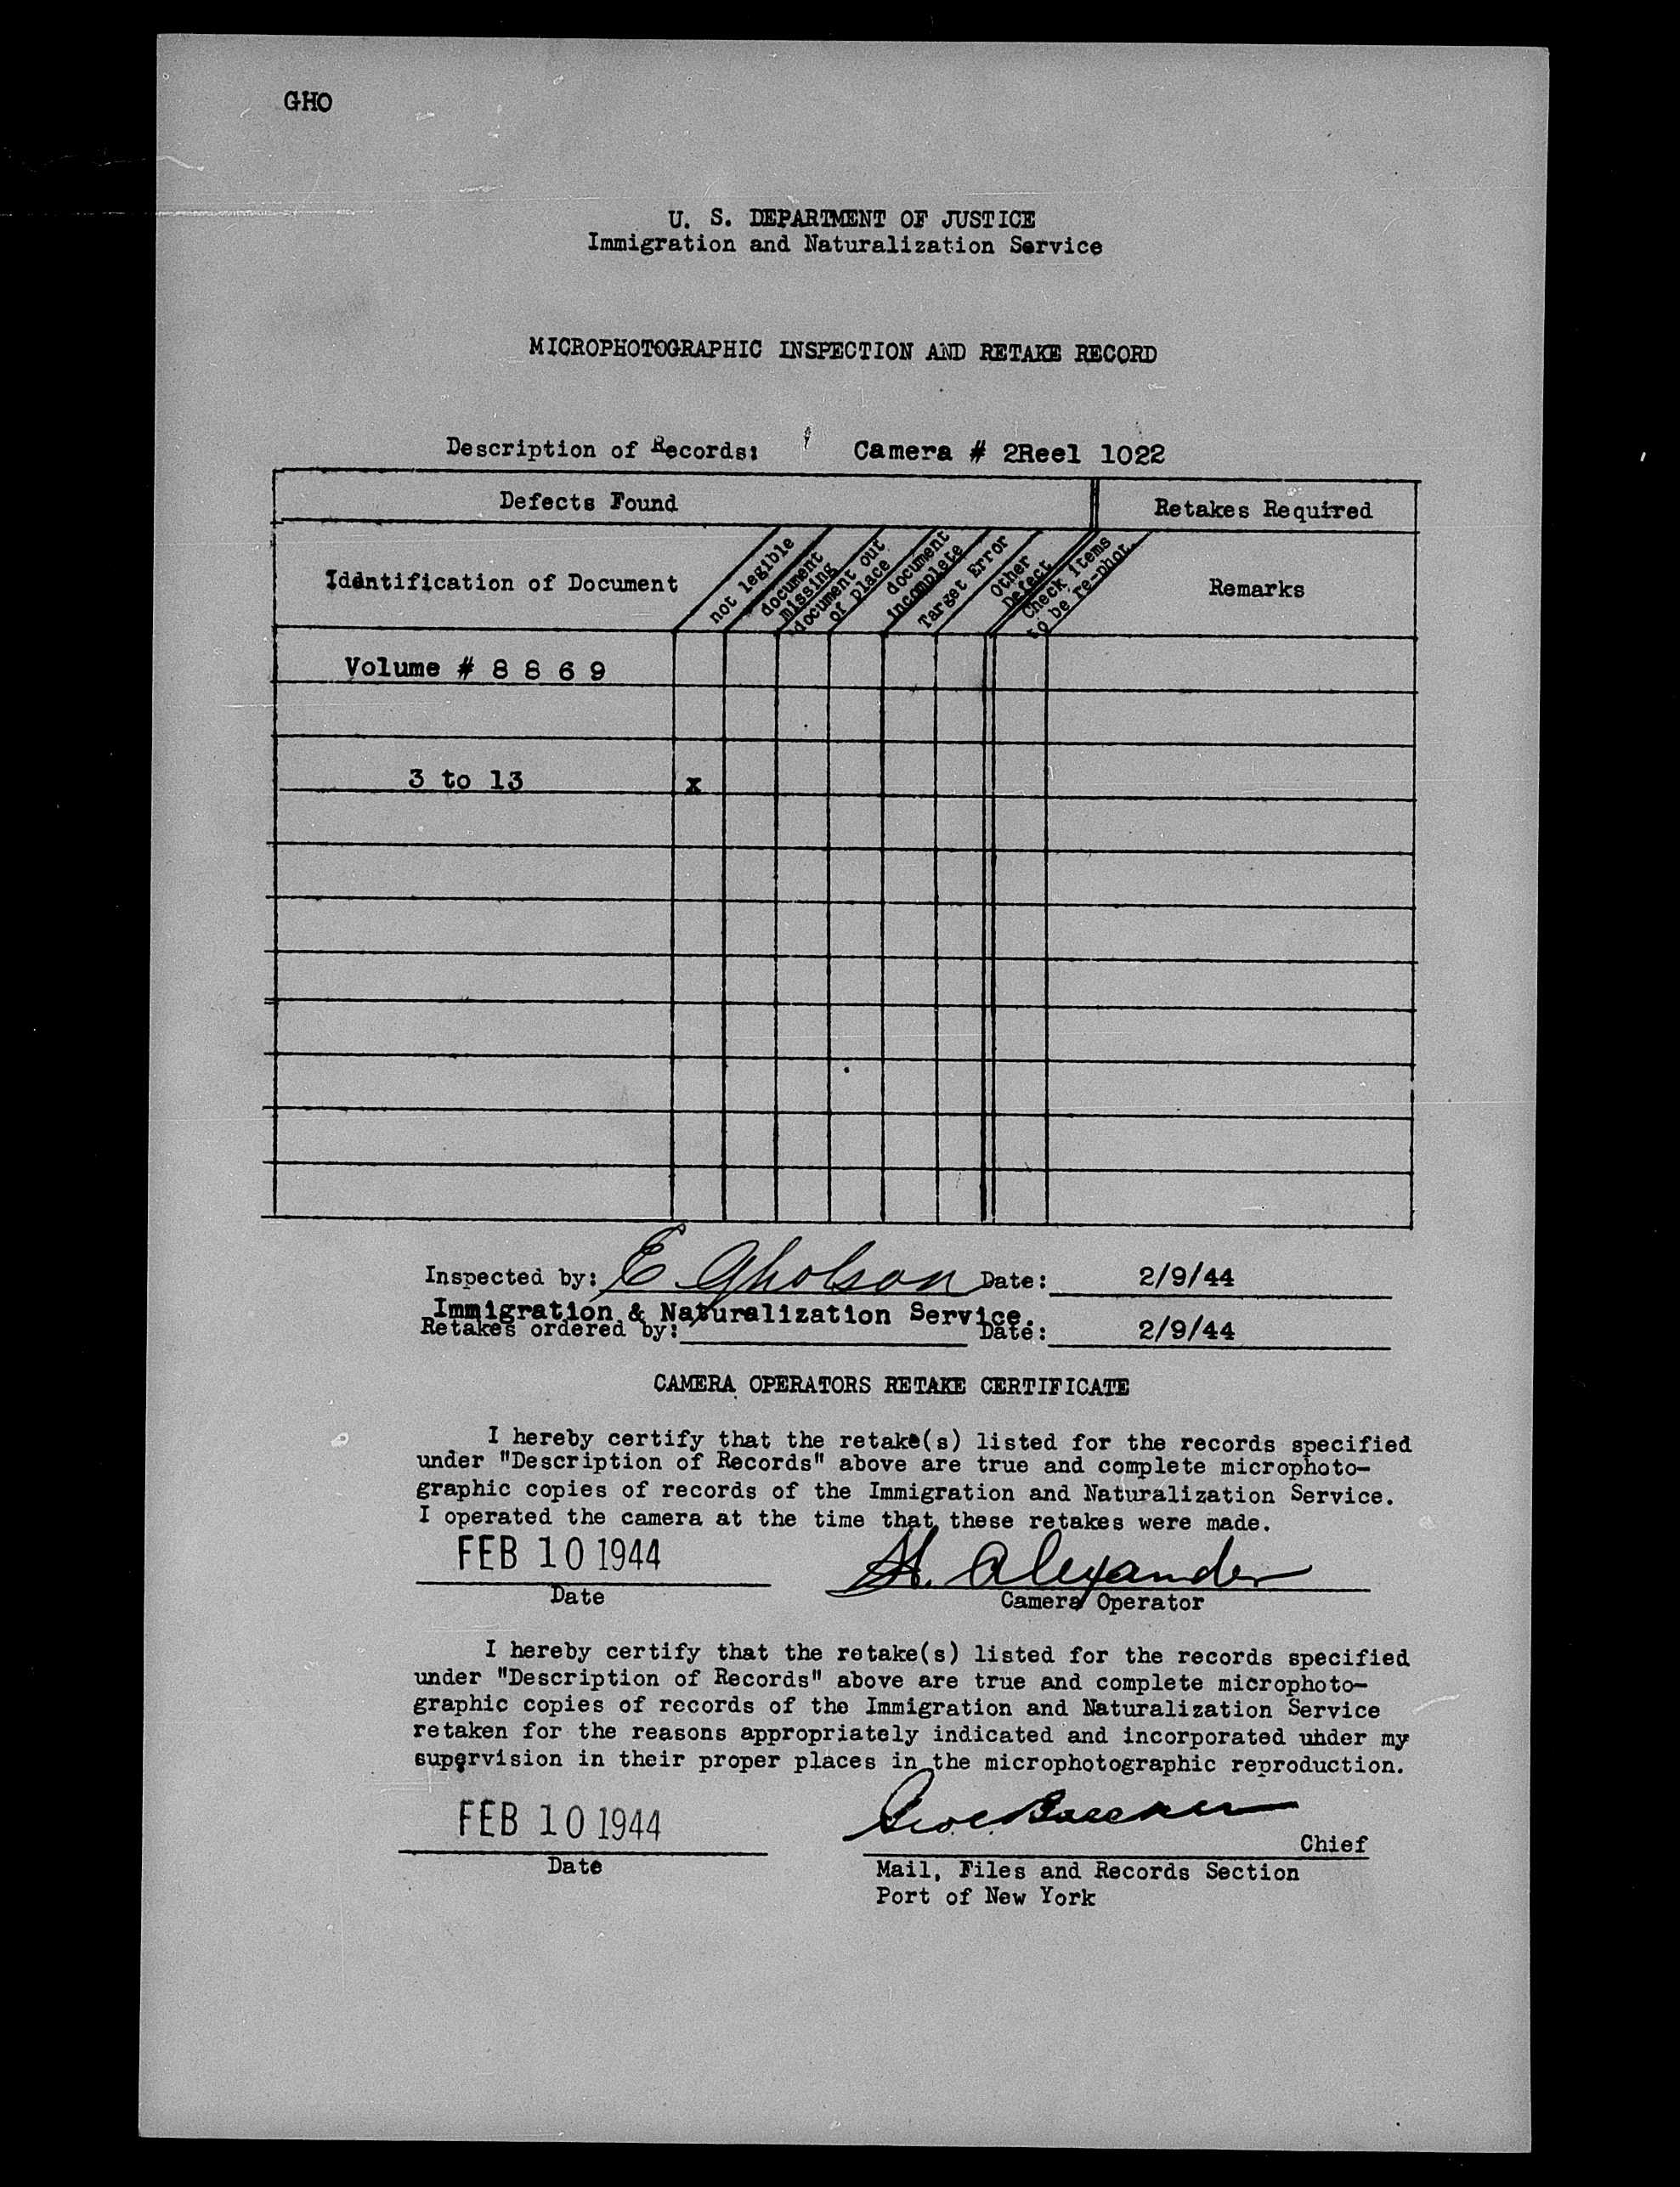 GHO
U. S. DEPARTMENT OF JUSTICE
Immigration and Naturalization Service
MICROPHOTOGRAPHIC INSPECTION AND RETAKE RECORD
Description of Records: Camera # 2Reel 1022
Defects Found
Retakes Required
Identification of Document
not legible
document
missing
document out
of place
document
incomplete
Target Error
Other
Defect
Check items
to be re-phot.
Remarks
Volume # 8 8 6 9
3 to 13 x
Inspected by: E Gholson Date: 2/9/44
Immigration & Naturalization Service.
Retakes ordered by: Date: 2/9/44
CAMERA OPERATORS RETAKE CERTIFICATE
I hereby certify that the retake(s) listed for the records specified
under "Description of Records" above are true and complete microphoto-
graphic copies of records of the Immigration and Naturalization Service.
I operated the camera at the time that these retakes were made.
FEB 10 1944 H. Alexander
Date Camera Operator
I hereby certify that the retake(s) listed for the records specified
under "Description of Records" above are true and complete microphoto-
graphic copies of records of the Immigration and Naturalization Service
retaken for the reasons appropriately indicated and incorporated under my
supervision in their proper places in the microphotographic reproduction.
FEB 10 1944
Chief
Date
Mail, Files and Records Section
Port of New York